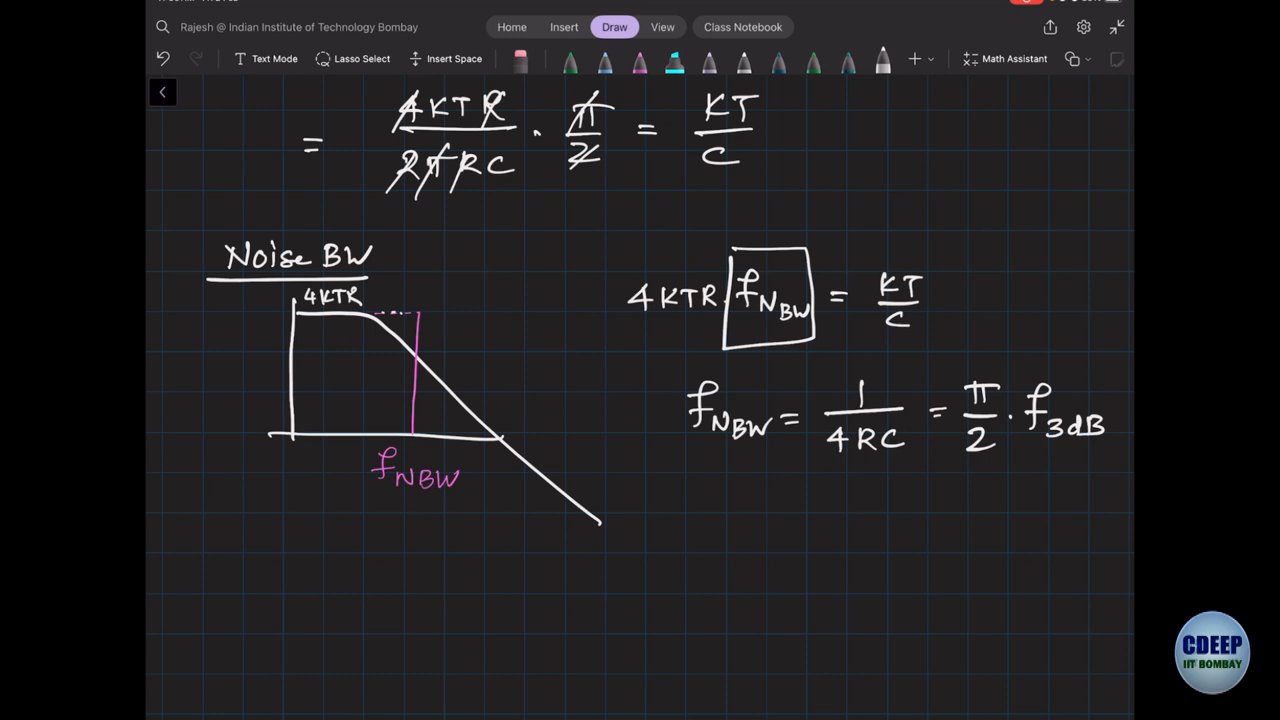 Rajesh @ Indian Institute of Technology Bombay
Home Insert Draw View Class Notebook
Text Mode Lasso Select Insert Space Math Assistant
= 4KTR / 2πRC · π/2 = KT/C
Noise BW
4KTR
4KTR · f_NBW = KT/C
f_NBW = 1/4RC = π/2 · f_3dB
f_NBW
CDEEP
IIT BOMBAY